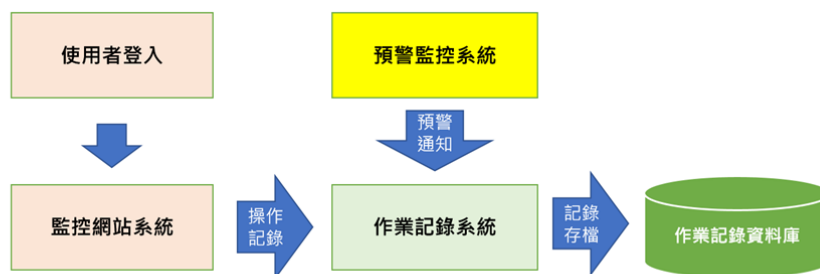 使用者登入
預警監控系統
預警
通知
監控網站系統
操作
記錄
作業記錄系統
記錄
存檔
作業記錄資料庫